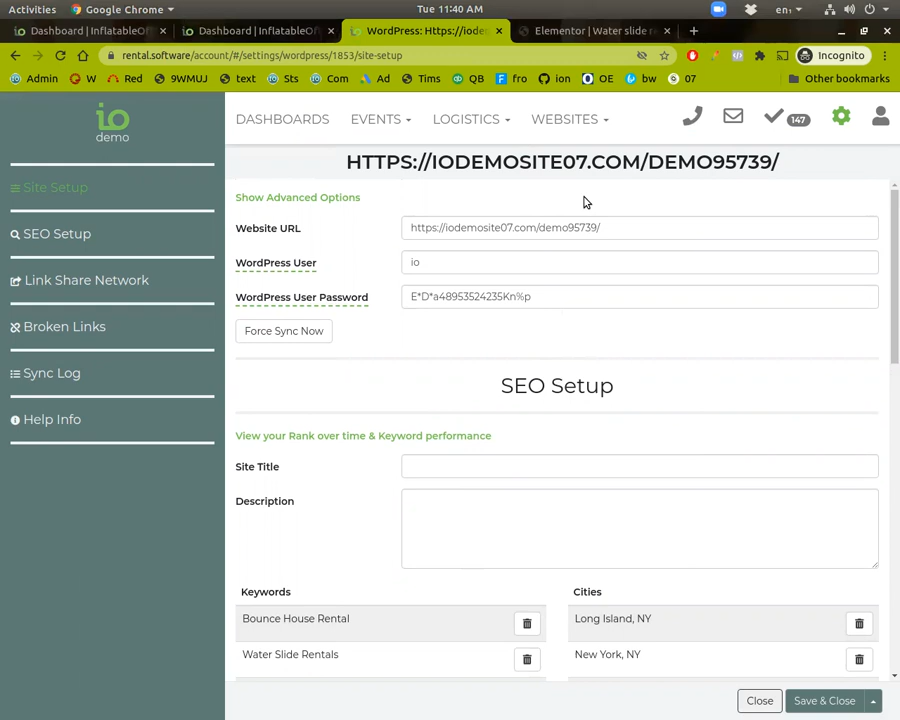 Activities Google Chrome Tue 11:40 AM en₁
Dashboard | InflatableOf × Dashboard | InflatableOf × WordPress: Https://iode × Elementor | Water slide r ×
rental.software/account/#/settings/wordpress/1853/site-setup Incognito
Admin W Red 9WMUJ text Sts Com Ad Tims QB fro ion OE bw 07 Other bookmarks
io
demo
DASHBOARDS EVENTS LOGISTICS WEBSITES 147
HTTPS://IODEMOSITE07.COM/DEMO95739/
Site Setup
SEO Setup
Link Share Network
Broken Links
Sync Log
Help Info
Show Advanced Options
Website URL https://iodemosite07.com/demo95739/
WordPress User io
WordPress User Password E*D*a48953524235Kn%p
Force Sync Now
SEO Setup
View your Rank over time & Keyword performance
Site Title
Description
Keywords Cities
Bounce House Rental Long Island, NY
Water Slide Rentals New York, NY
Close Save & Close